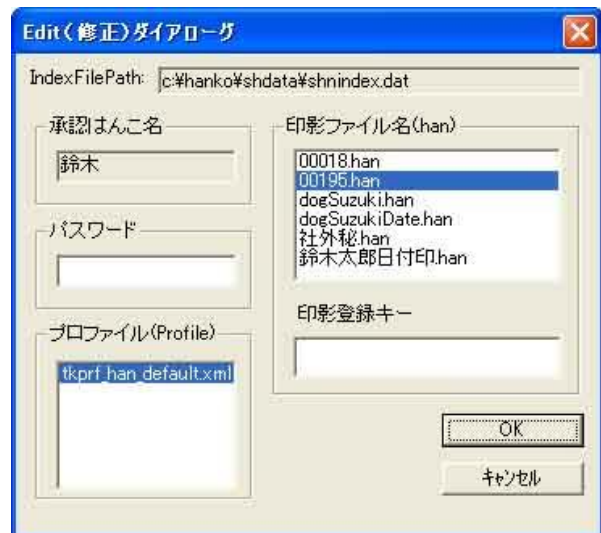 Edit(修正)ダイアローグ
IndexFilePath: c:¥hanko¥shdata¥shnindex.dat
承認はんこ名
鈴木
パスワード
プロファイル(Profile)
tkprf_han_default.xml
印影ファイル名(han)
00018.han
00195.han
dogSuzuki.han
dogSuzukiDate.han
社外秘.han
鈴木太郎日付印.han
印影登録キー
OK
キャンセル